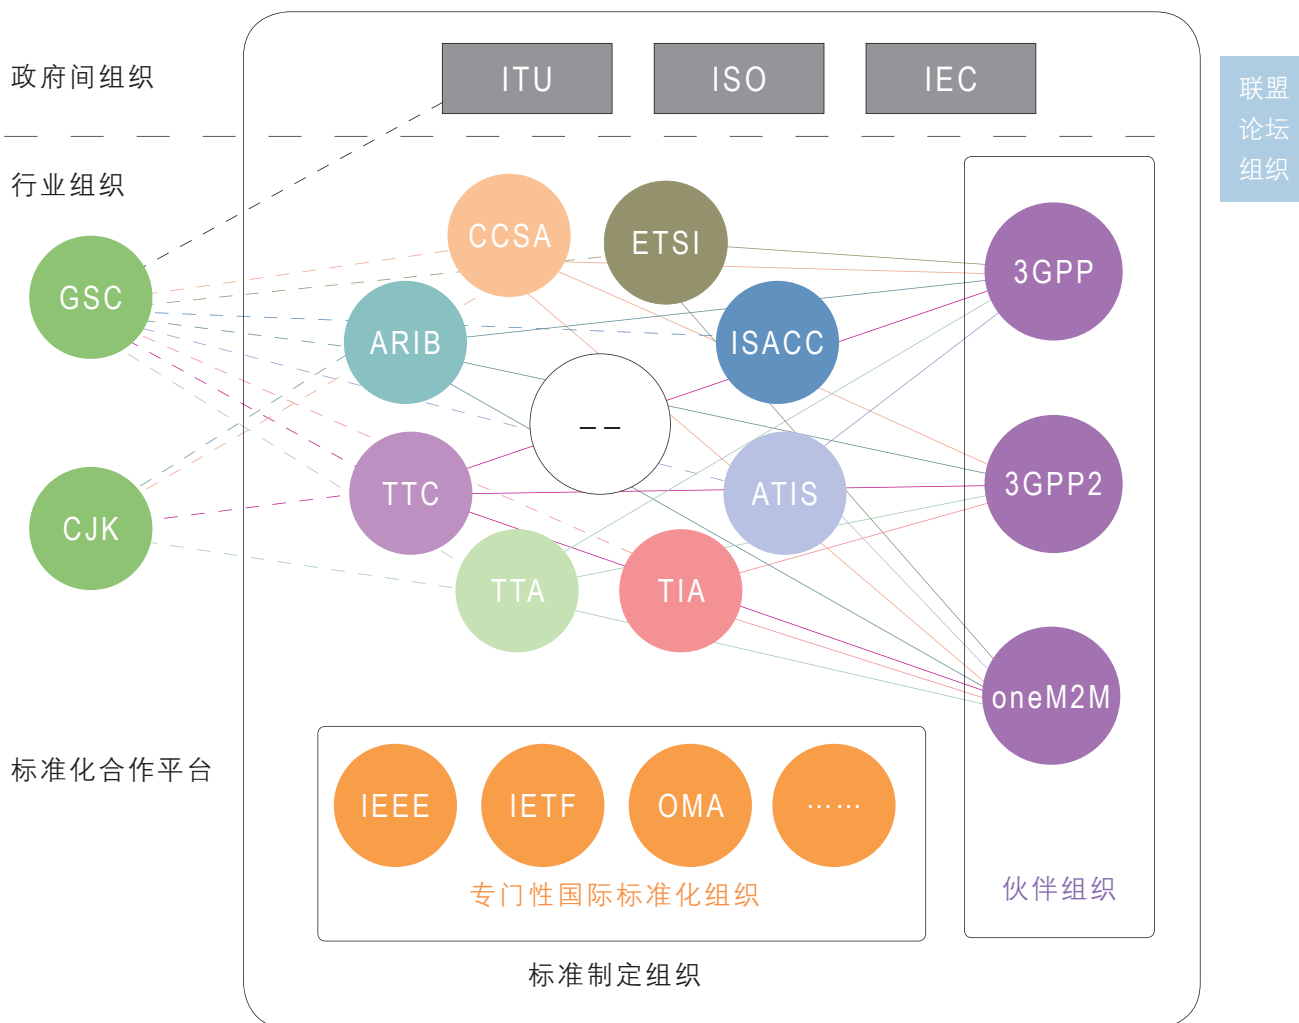 政府间组织
ITU
ISO
IEC
联盟
论坛
组织
行业组织
CCSA
ETSI
3GPP
GSC
ARIB
ISACC
– –
TTC
ATIS
3GPP2
CJK
TTA
TIA
oneM2M
标准化合作平台
IEEE
IETF
OMA
……
专门性国际标准化组织
伙伴组织
标准制定组织